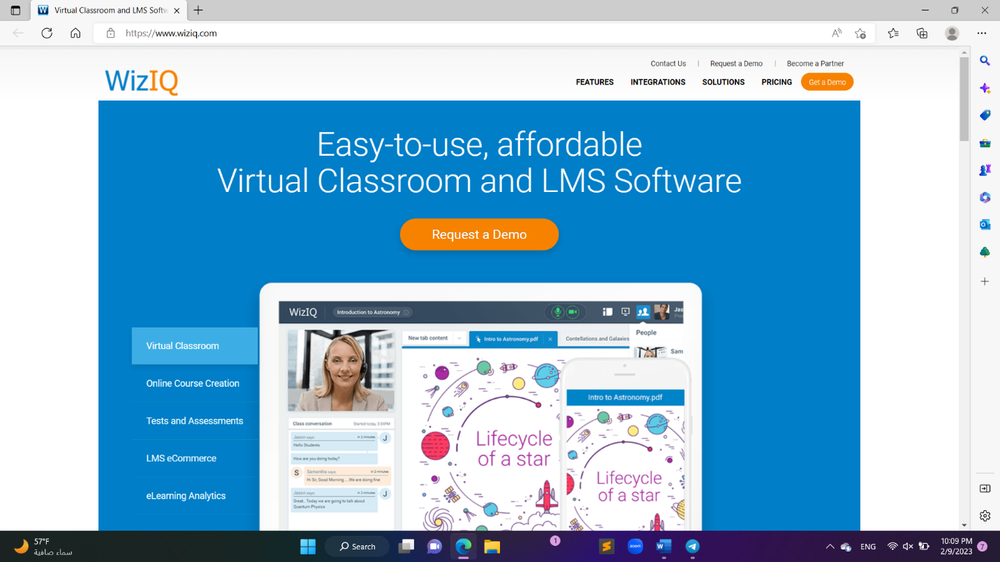 Virtual Classroom and LMS Softw
https://www.wiziq.com
Contact Us | Request a Demo | Become a Partner
WizIQ
FEATURES INTEGRATIONS SOLUTIONS PRICING Get a Demo
Easy-to-use, affordable
Virtual Classroom and LMS Software
Request a Demo
Virtual Classroom
Online Course Creation
Tests and Assessments
LMS eCommerce
eLearning Analytics
WizIQ Introduction to Astronomy Jas
New tab content Intro to Astronomy.pdf Contellations and Galaxies
People
Sam
Class conversation Started today, 3:34PM
Jason says: in 2 minutes J
Hello Students
How are you doing today?
S Samantha says: in 2 minutes
Hi Sir, Good Morning... We are doing fine
Jason says: in 2 minutes J
Great.. Today we are going to talk about
Quantum Physics
Lifecycle
of a star
Intro to Astronomy.pdf
Lifecycle
of a star
57°F
سماء صافية
Search
1
zoom
W
ENG
10:09 PM
2/9/2023
7